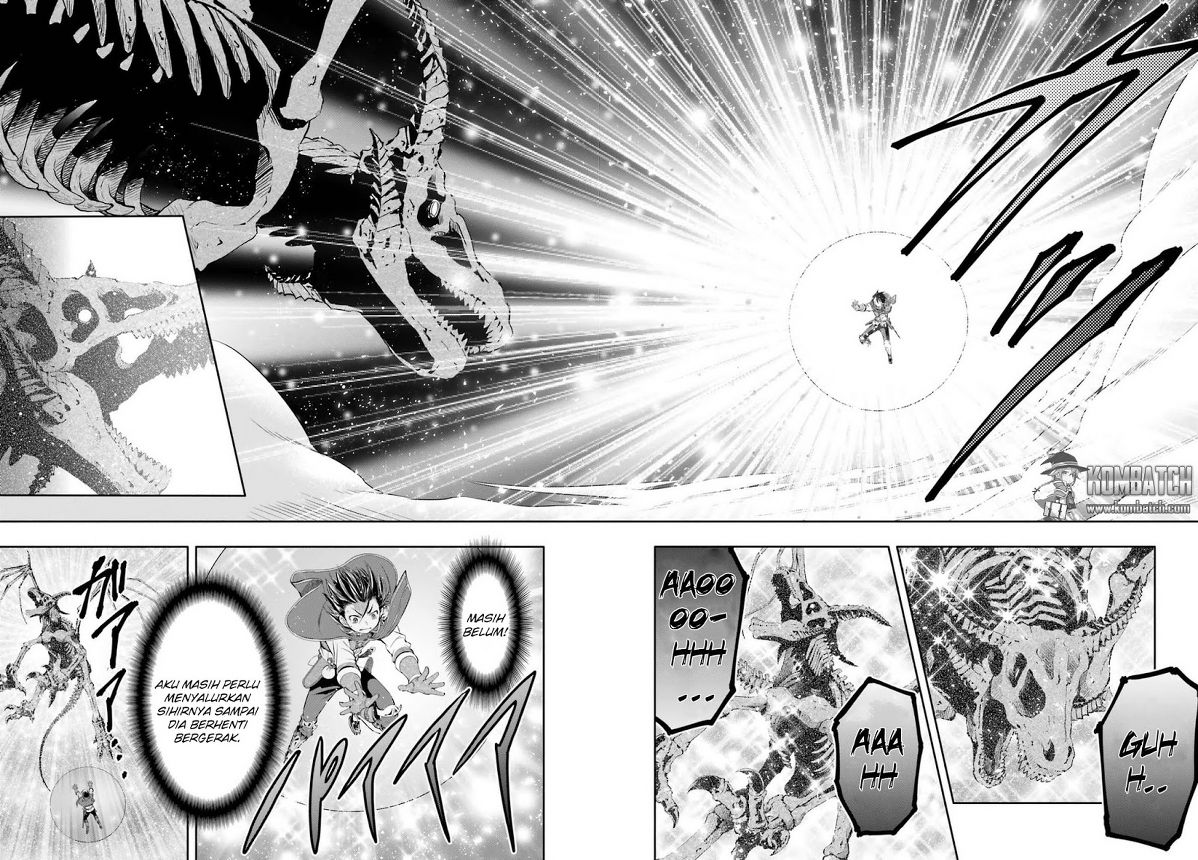 KOMBATCH
www.kombatch.com
GUH
H..
AAOO
OO-
HHH
...
AAA
HH
MASIH
BELUM!
AKU MASIH PERLU
MENYALURKAN
SIHIRNYA SAMPAI
DIA BERHENTI
BERGERAK.
パァァァ
ガァァ